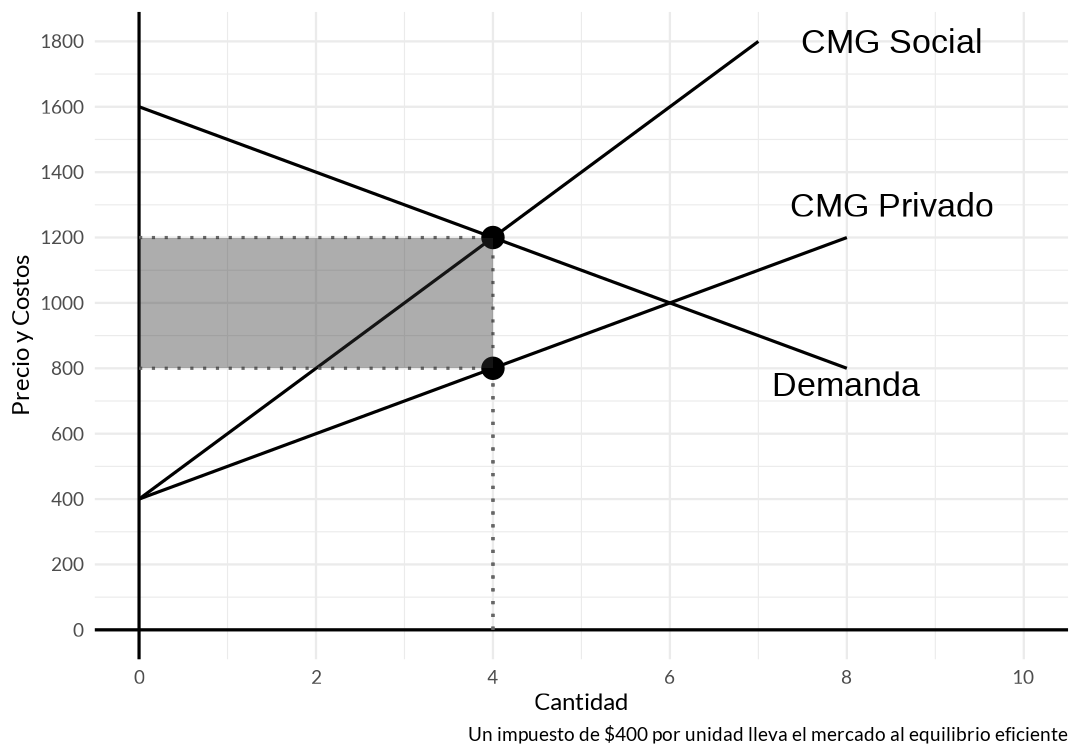 1800
CMG Social
1600
1400
CMG Privado
1200
1000
800
Demanda
600
400
200
0
Precio y Costos
0 2 4 6 8 10
Cantidad
Un impuesto de $400 por unidad lleva el mercado al equilibrio eficiente